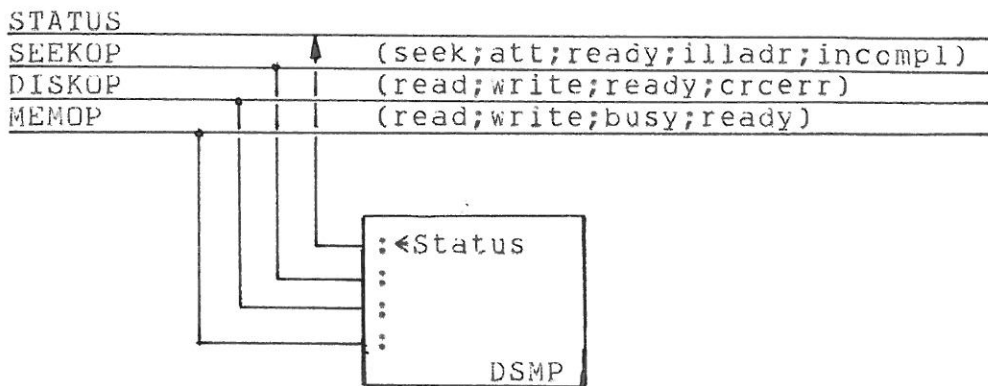 STATUS
SEEKOP (seek;att;ready;illadr;incompl)
DISKOP (read;write;ready;crcerr)
MEMOP (read;write;busy;ready)
:<Status
:
:
:
DSMP